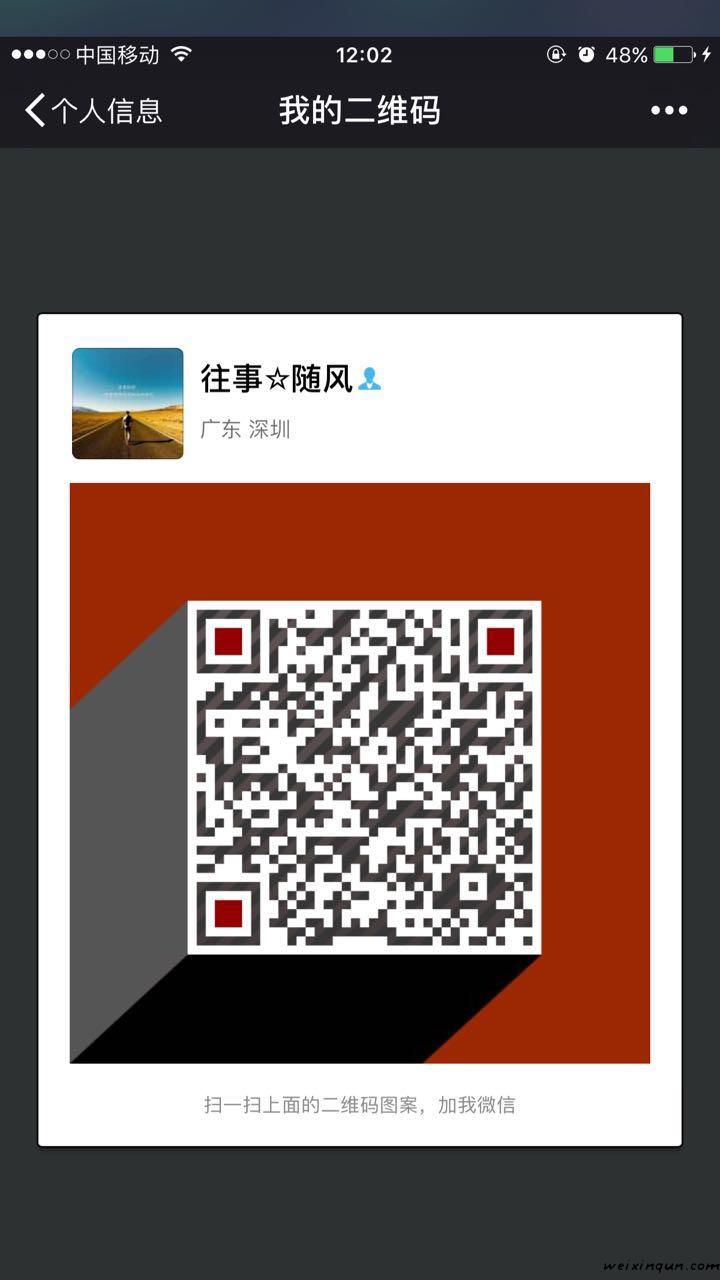 中国移动 12:02 48%
个人信息 我的二维码
往事☆随风
广东 深圳
扫一扫上面的二维码图案，加我微信
weixinqun.com